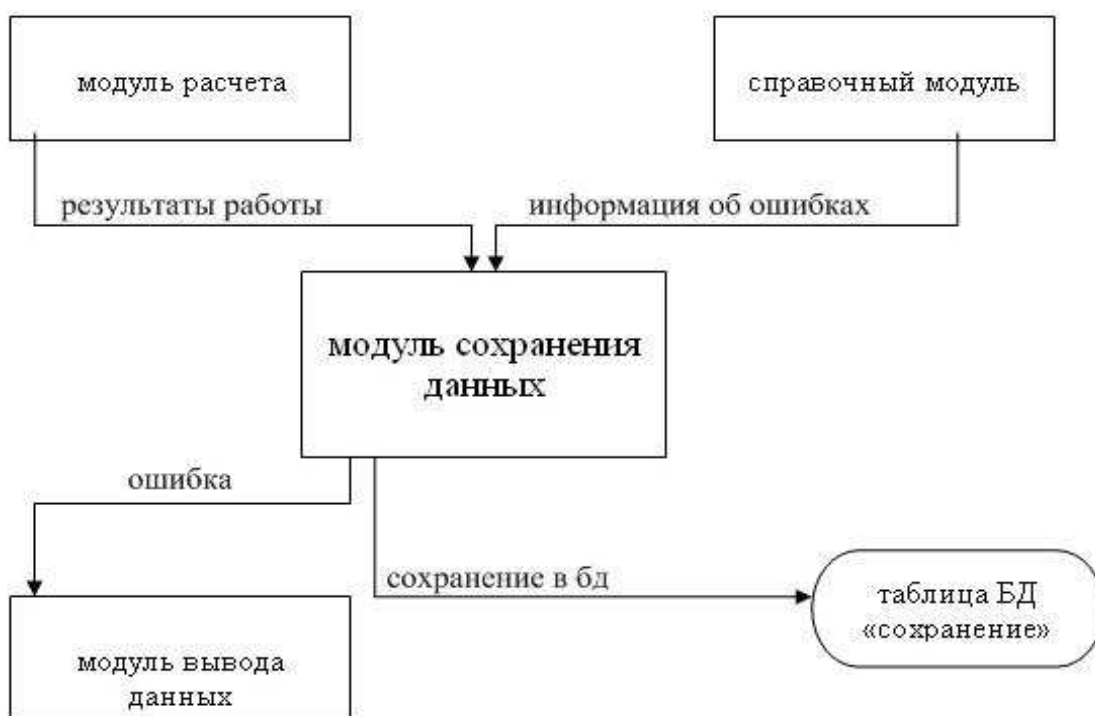 модуль расчета
справочный модуль
результаты работы
информация об ошибках
модуль сохранения
данных
ошибка
сохранение в бд
таблица БД
«сохранение»
модуль вывода
данных